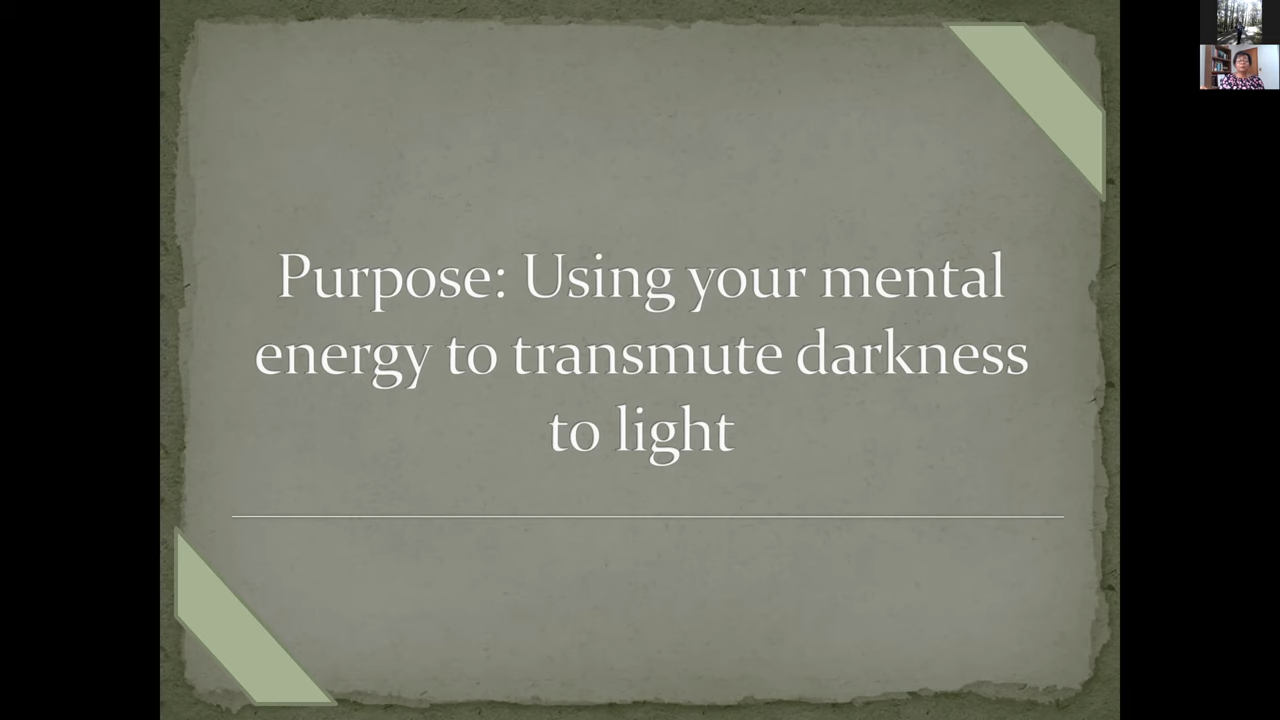 Purpose: Using your mental
energy to transmute darkness
to light